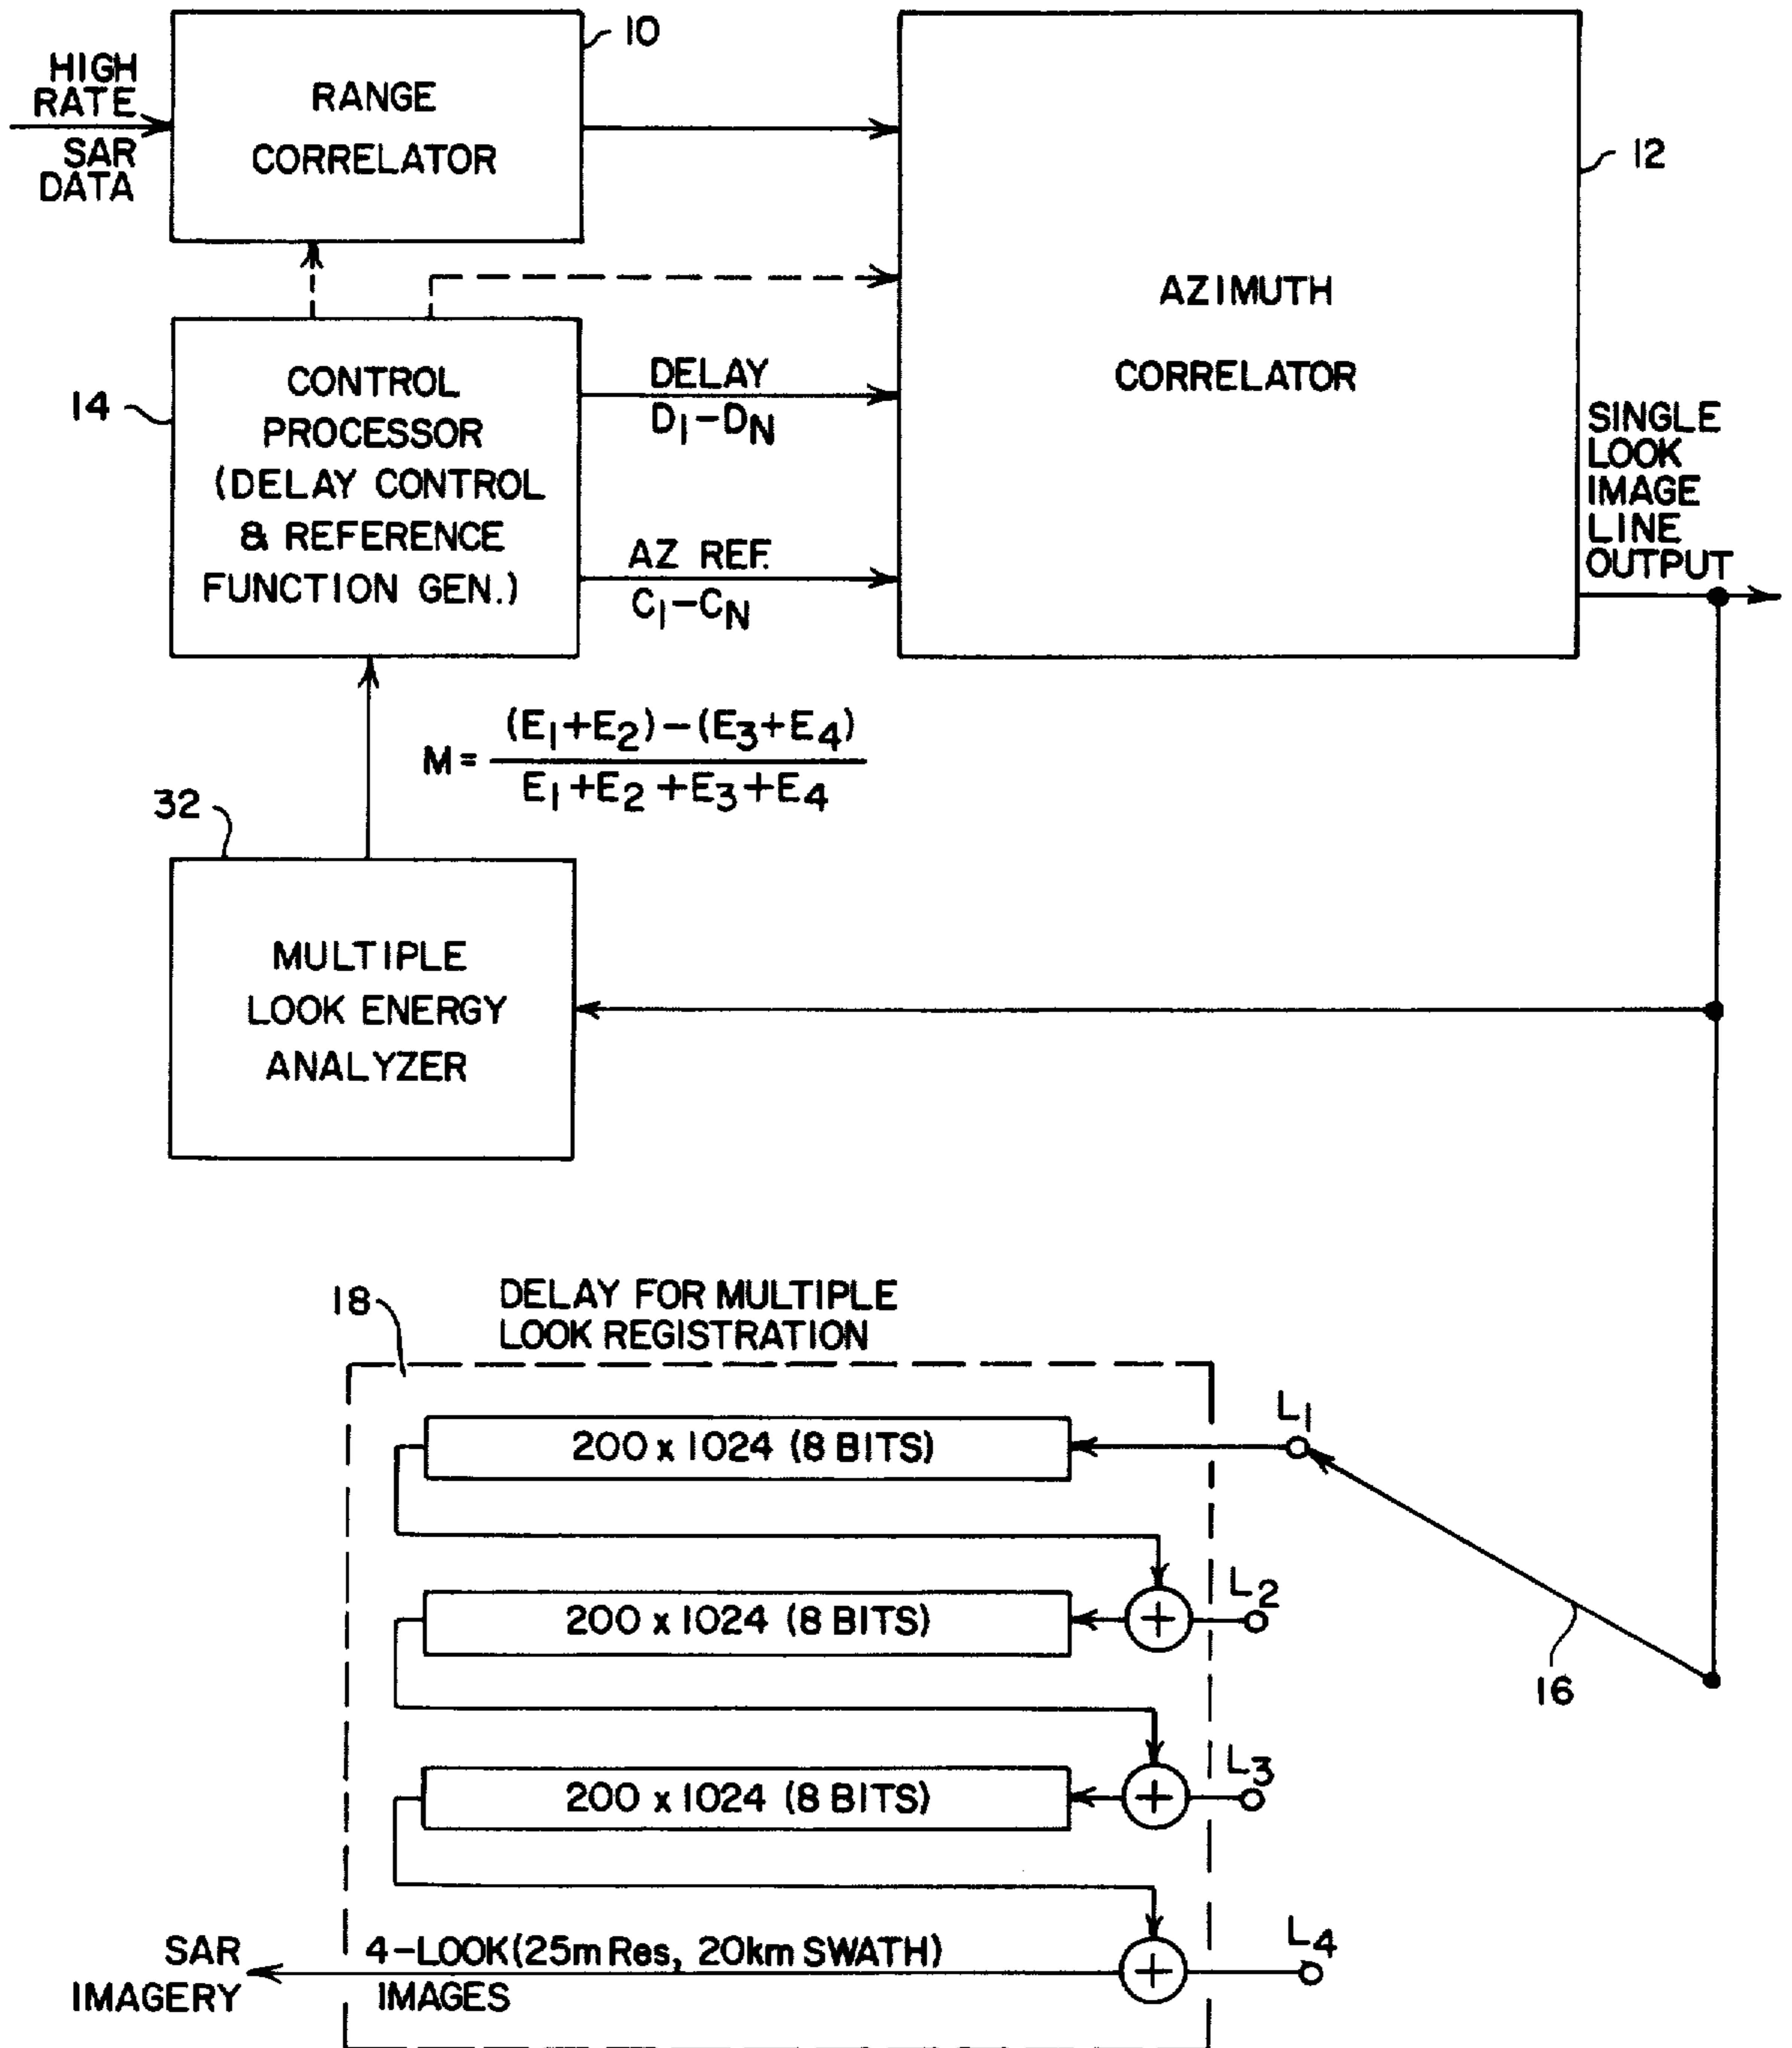 HIGH
RATE
SAR
DATA
RANGE
CORRELATOR
10
AZIMUTH
CORRELATOR
12
14
CONTROL
PROCESSOR
(DELAY CONTROL
& REFERENCE
FUNCTION GEN.)
DELAY
D1-DN
AZ REF.
C1-CN
SINGLE
LOOK
IMAGE
LINE
OUTPUT
M = (E1+E2)-(E3+E4) / E1+E2+E3+E4
32
MULTIPLE
LOOK ENERGY
ANALYZER
18
DELAY FOR MULTIPLE
LOOK REGISTRATION
200 x 1024 (8 BITS)
L1
200 x 1024 (8 BITS)
L2
16
200 x 1024 (8 BITS)
L3
SAR
IMAGERY
4-LOOK(25m Res, 20km SWATH)
IMAGES
L4